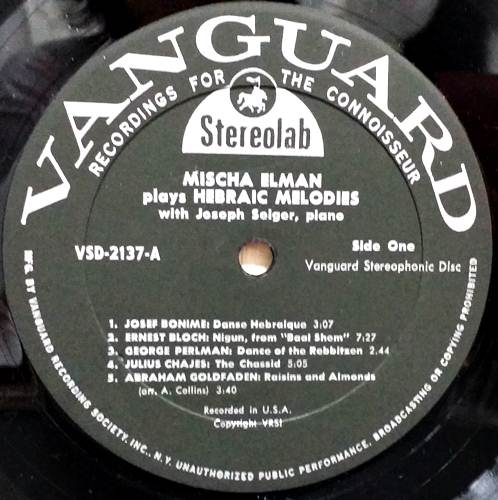 VANGUARD
RECORDINGS FOR THE CONNOISSEUR
Stereolab
MISCHA ELMAN
plays HEBRAIC MELODIES
with Joseph Seiger, piano
VSD-2137-A
Side One
Vanguard Stereophonic Disc
1. JOSEF BONIME: Danse Hebraique 3:07
2. ERNEST BLOCH: Nigun, from "Baal Shem" 7:27
3. GEORGE PERLMAN: Dance of the Rebbitzen 2.44
4. JULIUS CHAJES: The Chassid 5:05
5. ABRAHAM GOLDFADEN: Raisins and Almonds
(arr. A. Collins) 3:40
Recorded in U.S.A.
Copyright VRSI
MFG. BY VANGUARD RECORDING SOCIETY, INC., N.Y. UNAUTHORIZED PUBLIC PERFORMANCE, BROADCASTING OR COPYING PROHIBITED